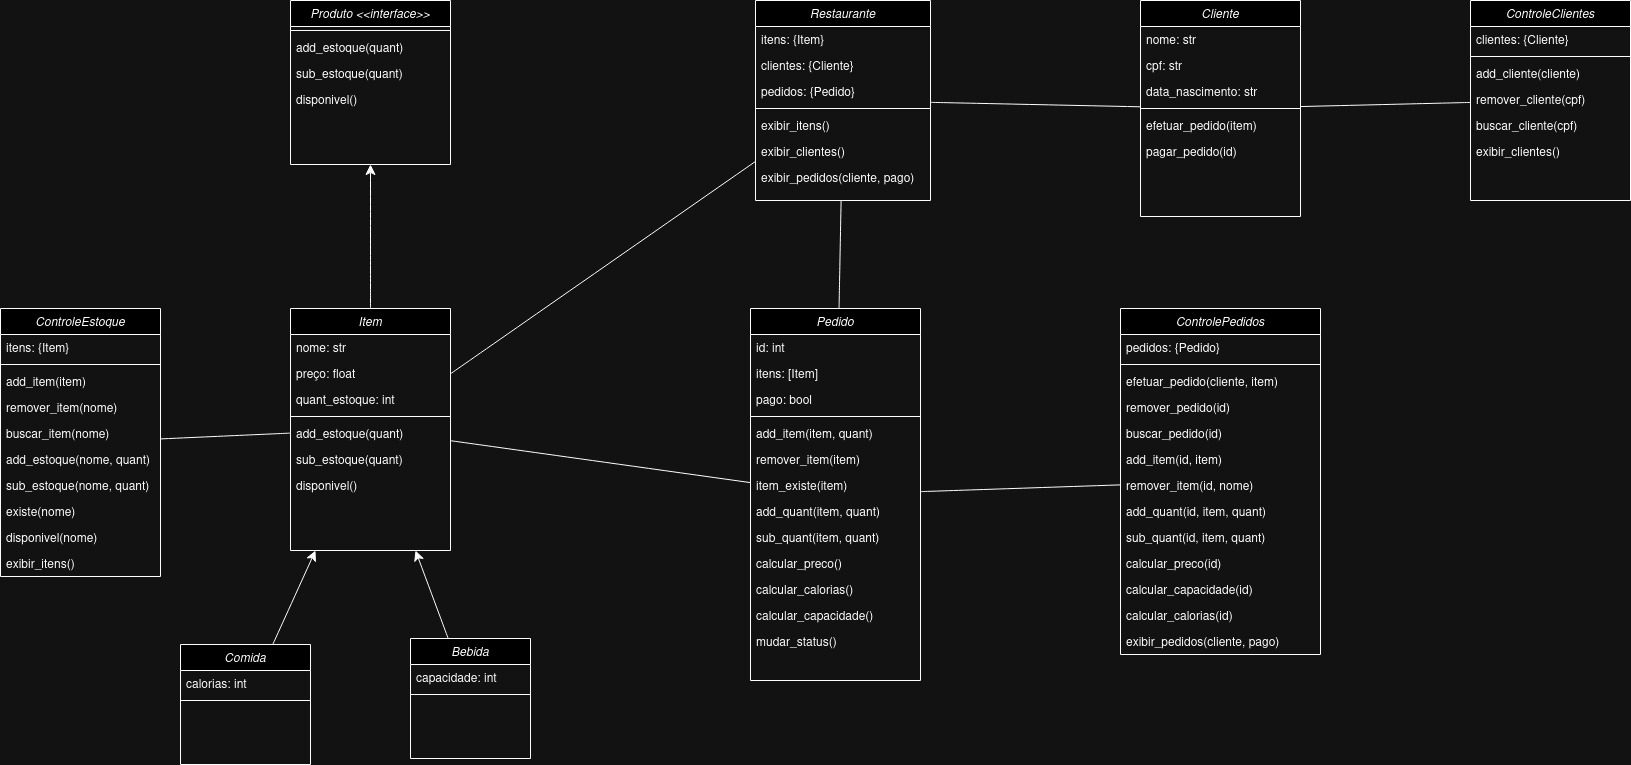 Produto <<interface>>
add_estoque(quant)
sub_estoque(quant)
disponivel()
Restaurante
itens: {Item}
clientes: {Cliente}
pedidos: {Pedido}
exibir_itens()
exibir_clientes()
exibir_pedidos(cliente, pago)
Cliente
nome: str
cpf: str
data_nascimento: str
efetuar_pedido(item)
pagar_pedido(id)
ControleClientes
clientes: {Cliente}
add_cliente(cliente)
remover_cliente(cpf)
buscar_cliente(cpf)
exibir_clientes()
ControleEstoque
itens: {Item}
add_item(item)
remover_item(nome)
buscar_item(nome)
add_estoque(nome, quant)
sub_estoque(nome, quant)
existe(nome)
disponivel(nome)
exibir_itens()
Item
nome: str
preço: float
quant_estoque: int
add_estoque(quant)
sub_estoque(quant)
disponivel()
Pedido
id: int
itens: [Item]
pago: bool
add_item(item, quant)
remover_item(item)
item_existe(item)
add_quant(item, quant)
sub_quant(item, quant)
calcular_preco()
calcular_calorias()
calcular_capacidade()
mudar_status()
ControlePedidos
pedidos: {Pedido}
efetuar_pedido(cliente, item)
remover_pedido(id)
buscar_pedido(id)
add_item(id, item)
remover_item(id, nome)
add_quant(id, item, quant)
sub_quant(id, item, quant)
calcular_preco(id)
calcular_capacidade(id)
calcular_calorias(id)
exibir_pedidos(cliente, pago)
Comida
calorias: int
Bebida
capacidade: int